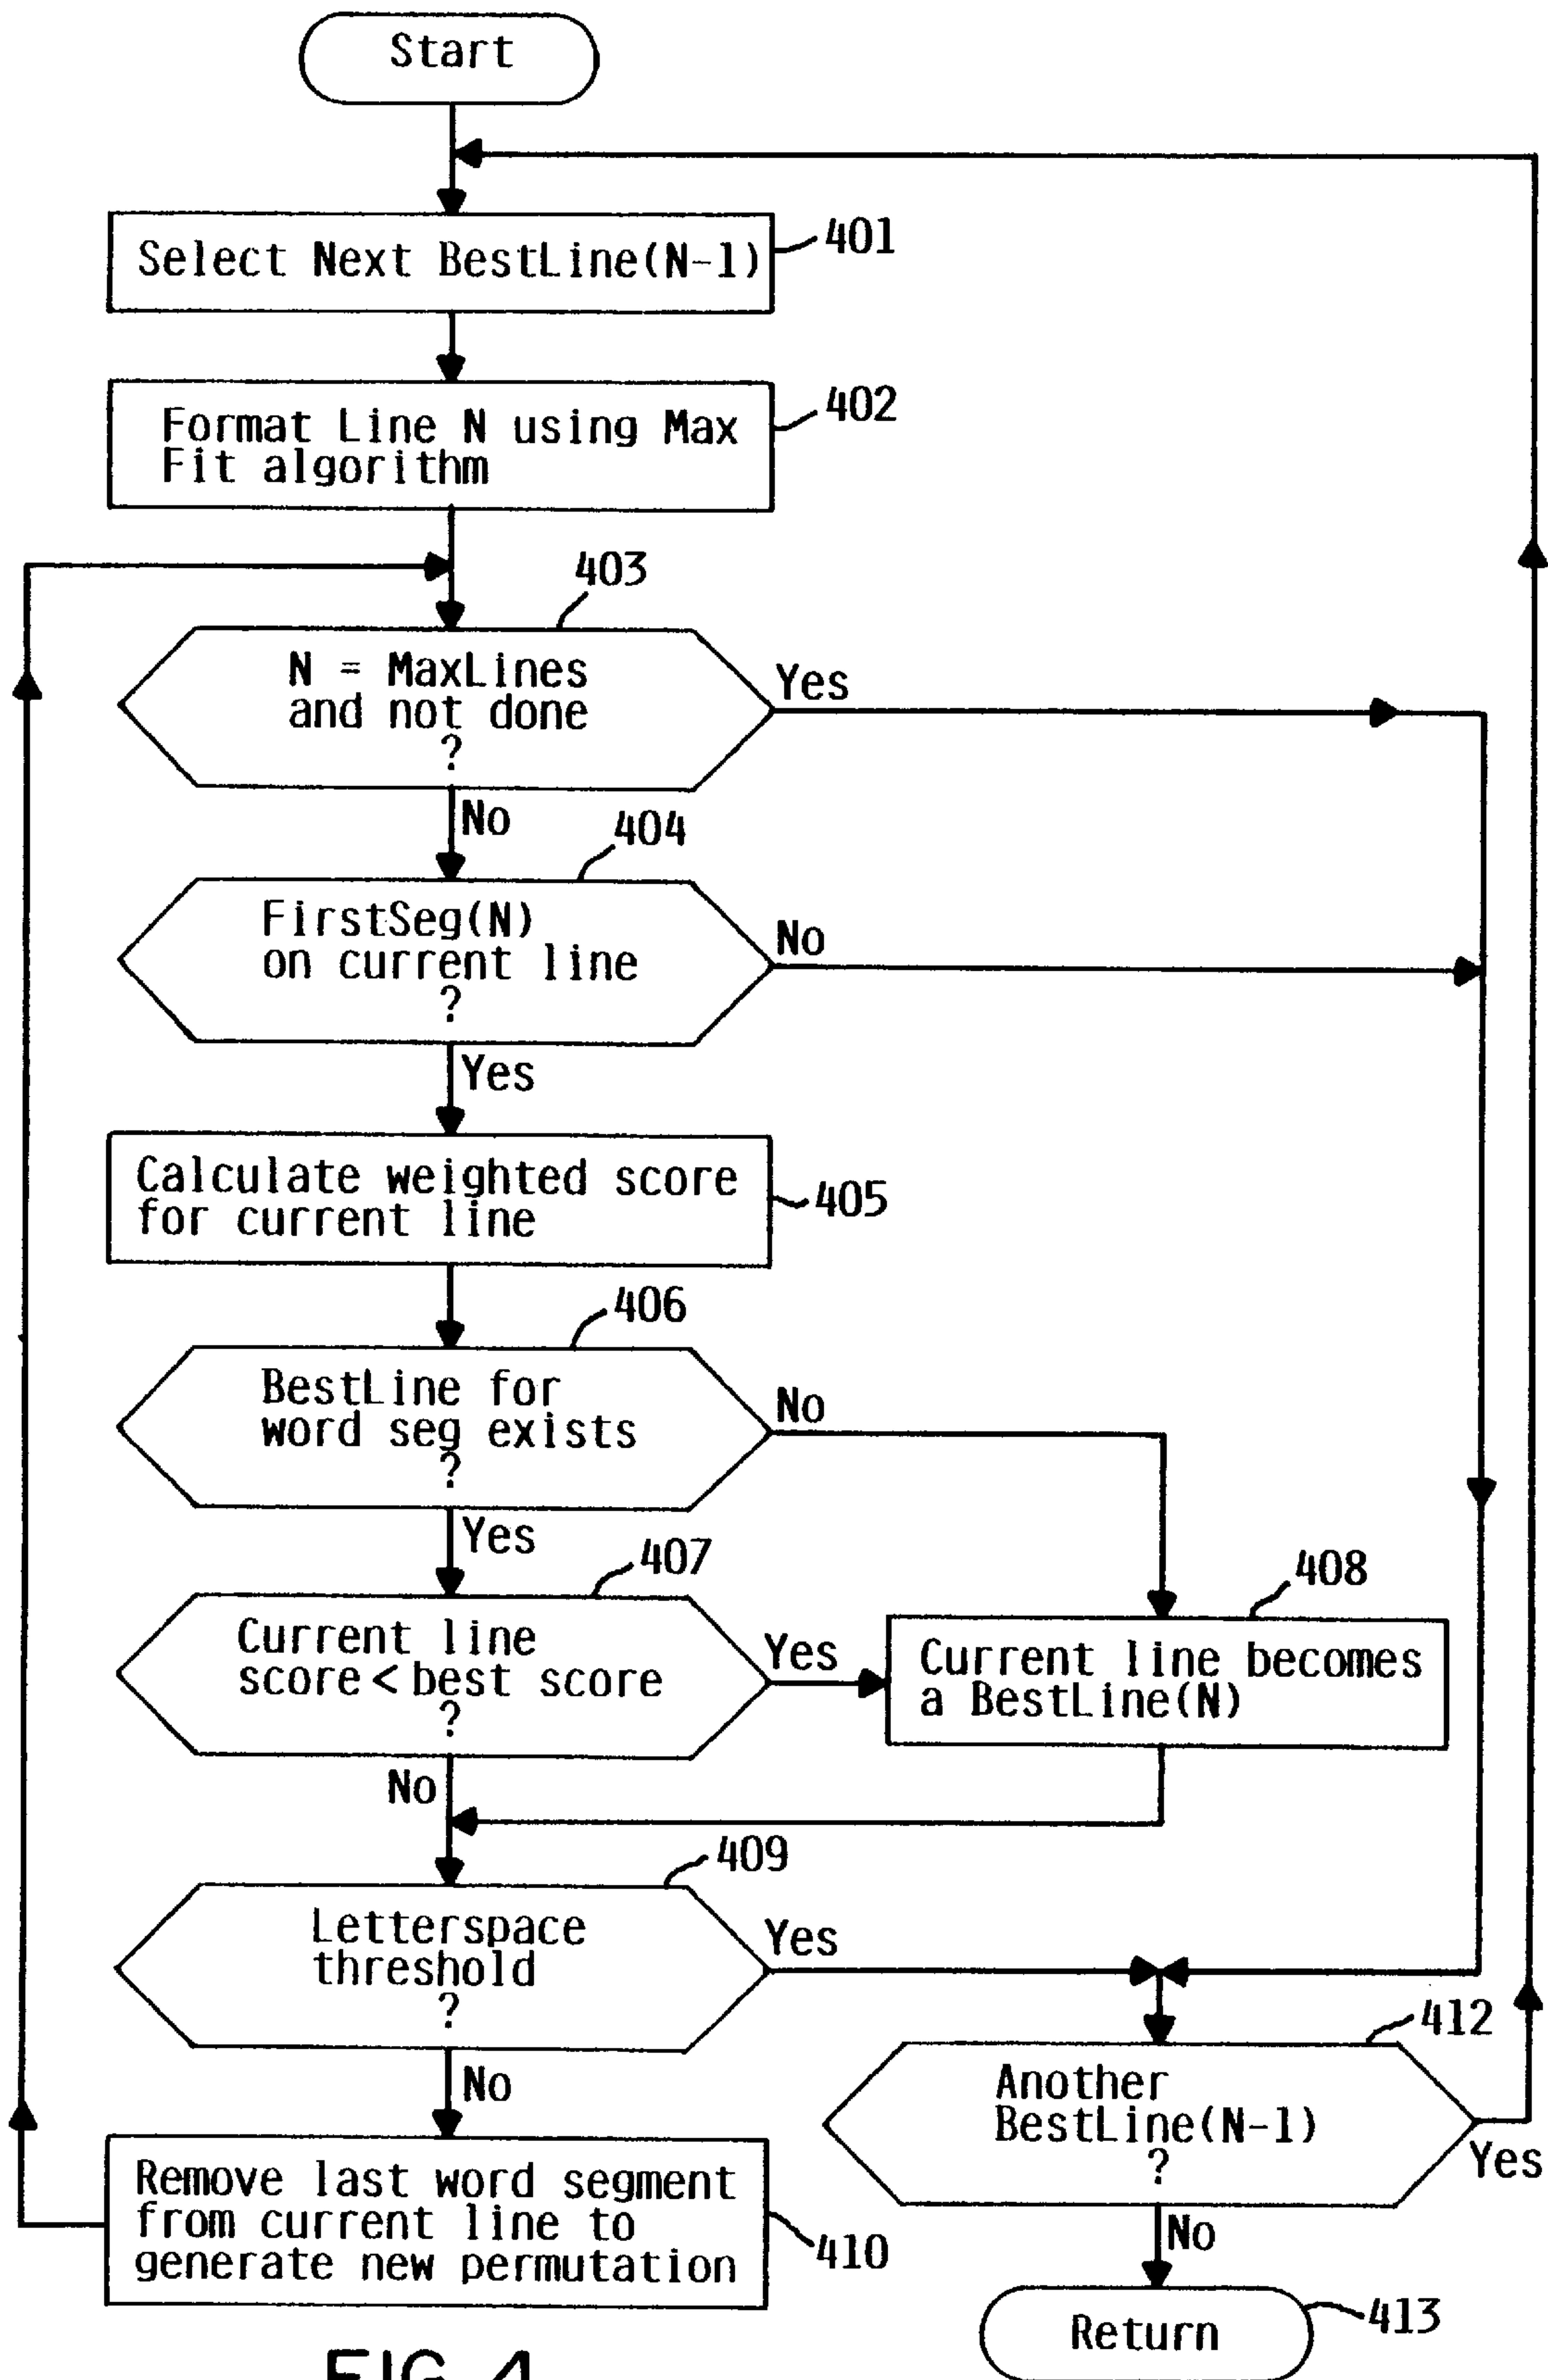 Start
Select Next BestLine(N-1)
401
Format Line N using Max
Fit algorithm
402
403
N = MaxLines
and not done
?
Yes
No
404
FirstSeg(N)
on current line
?
No
Yes
Calculate weighted score
for current line
405
406
BestLine for
word seg exists
?
No
Yes
407
Current line
score < best score
?
Yes
408
Current line becomes
a BestLine(N)
No
409
Letterspace
threshold
?
Yes
412
Another
BestLine(N-1)
?
Yes
No
Remove last word segment
from current line to
generate new permutation
410
No
Return
413
FIG. 4